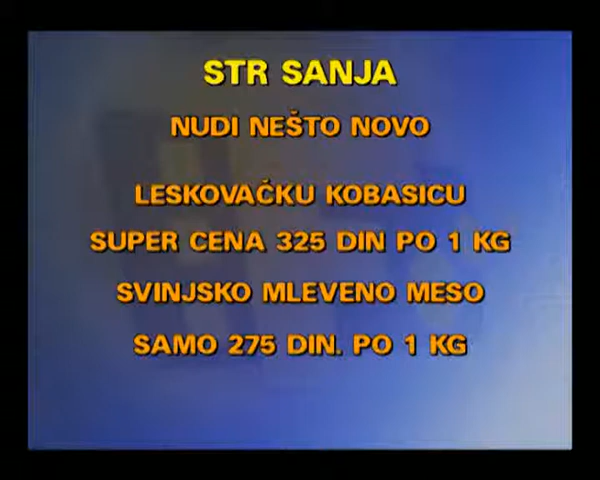 STR SANJA
NUDI NEŠTO NOVO
LESKOVAČKU KOBASICU
SUPER CENA 325 DIN PO 1 KG
SVINJSKO MLEVENO MESO
SAMO 275 DIN. PO 1 KG